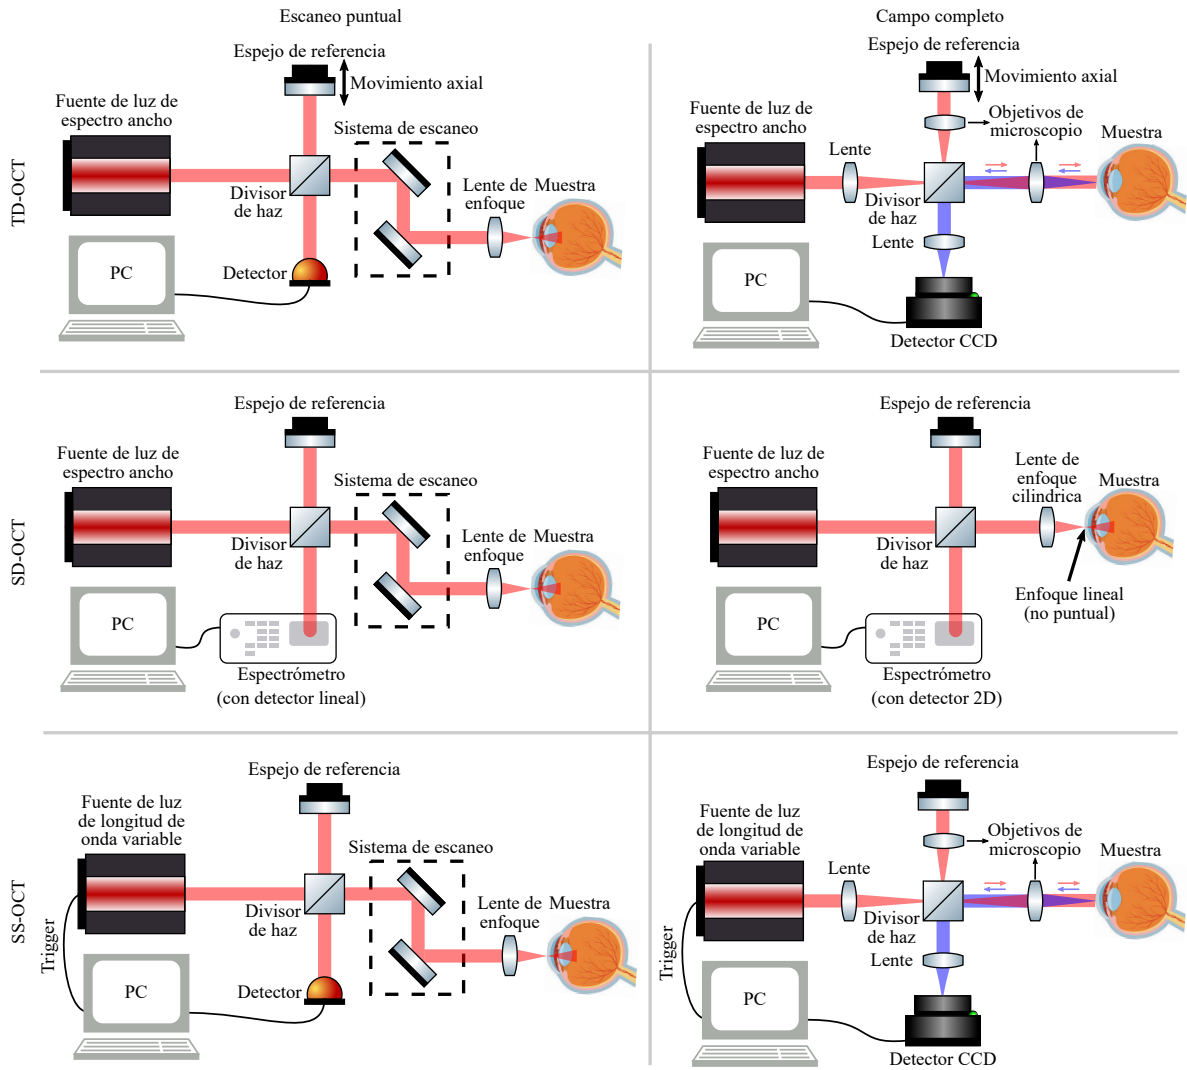 Escaneo puntual
Campo completo
TD-OCT
Espejo de referencia
Movimiento axial
Fuente de luz de
espectro ancho
Sistema de escaneo
Divisor
de haz
Lente de
enfoque
Muestra
Detector
PC
Espejo de referencia
Movimiento axial
Fuente de luz de
espectro ancho
Objetivos de
microscopio
Muestra
Lente
Divisor
de haz
Lente
PC
Detector CCD
SD-OCT
Espejo de referencia
Fuente de luz de
espectro ancho
Sistema de escaneo
Divisor
de haz
Lente de
enfoque
Muestra
PC
Espectrómetro
(con detector lineal)
Espejo de referencia
Fuente de luz de
espectro ancho
Lente de
enfoque
cilindrica
Muestra
Divisor
de haz
Enfoque lineal
(no puntual)
PC
Espectrómetro
(con detector 2D)
SS-OCT
Espejo de referencia
Fuente de luz
de longitud de
onda variable
Sistema de escaneo
Divisor
de haz
Lente de
enfoque
Muestra
Trigger
PC
Detector
Espejo de referencia
Fuente de luz
de longitud de
onda variable
Objetivos de
microscopio
Muestra
Lente
Divisor
de haz
Lente
Trigger
PC
Detector CCD